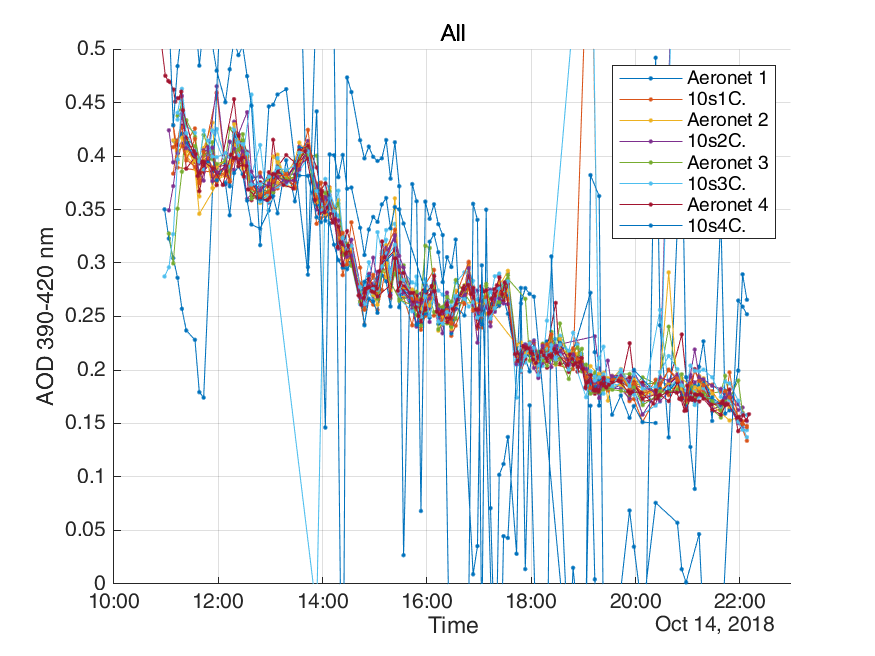 All
0.5
0.45
0.4
0.35
0.3
0.25
0.2
0.15
0.1
0.05
0
AOD 390-420 nm
Aeronet 1
10s1C.
Aeronet 2
10s2C.
Aeronet 3
10s3C.
Aeronet 4
10s4C.
10:00 12:00 14:00 16:00 18:00 20:00 22:00
Time
Oct 14, 2018